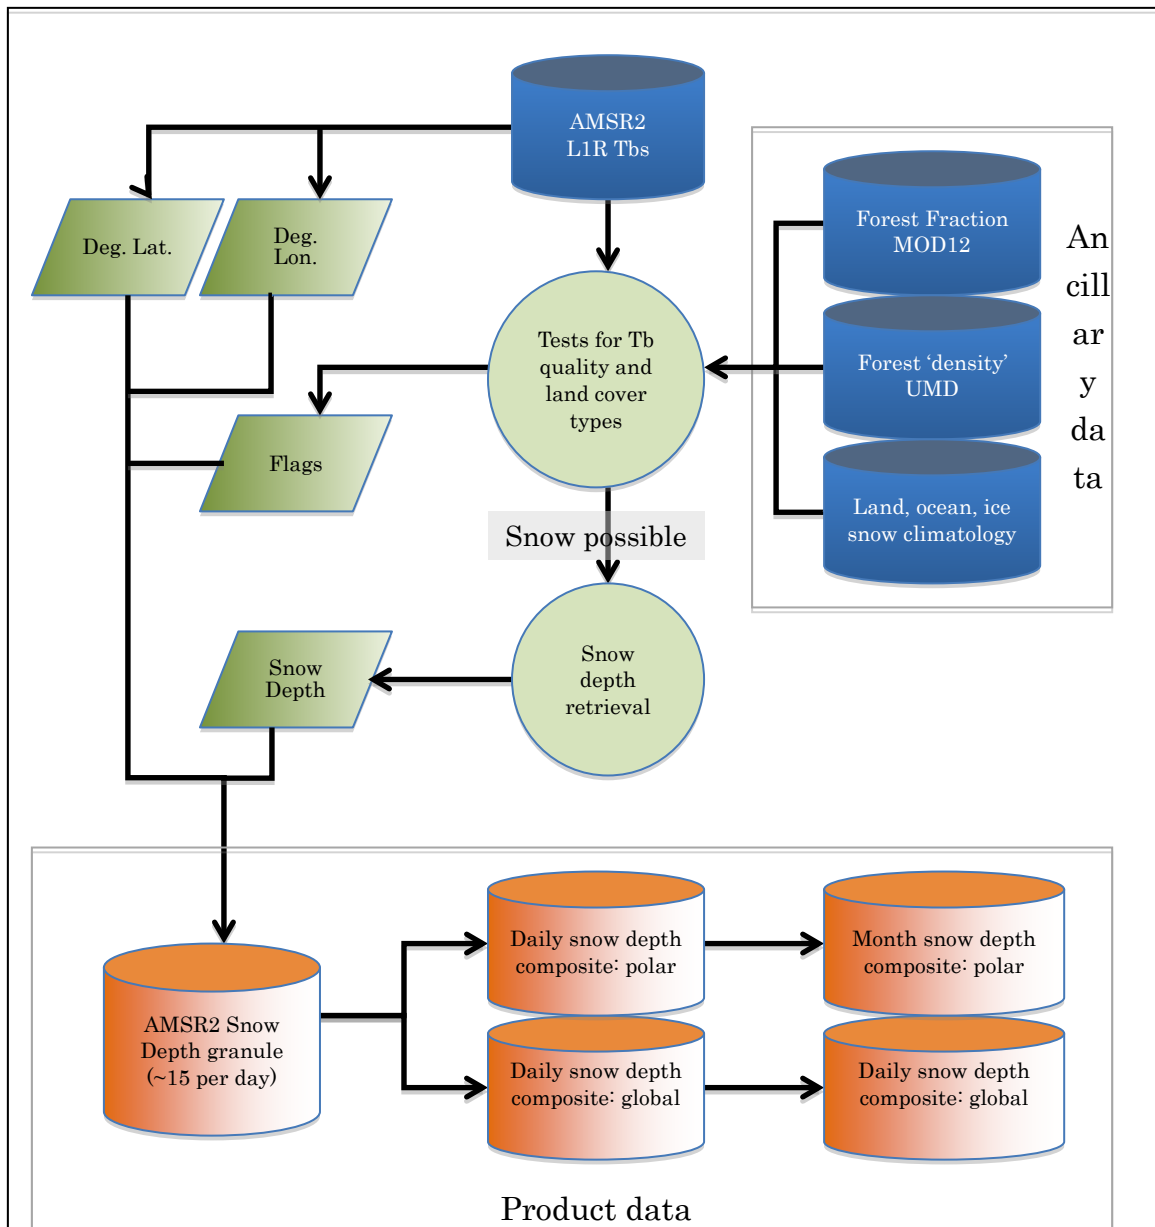 AMSR2
L1R Tbs
Deg. Lat.
Deg.
Lon.
Forest Fraction
MOD12
An
cill
ar
y
da
ta
Tests for Tb
quality and
land cover
types
Forest ‘density’
UMD
Flags
Land, ocean, ice
snow climatology
Snow possible
Snow
Depth
Snow
depth
retrieval
Daily snow depth
composite: polar
Month snow depth
composite: polar
AMSR2 Snow
Depth granule
(~15 per day)
Daily snow depth
composite: global
Daily snow depth
composite: global
Product data